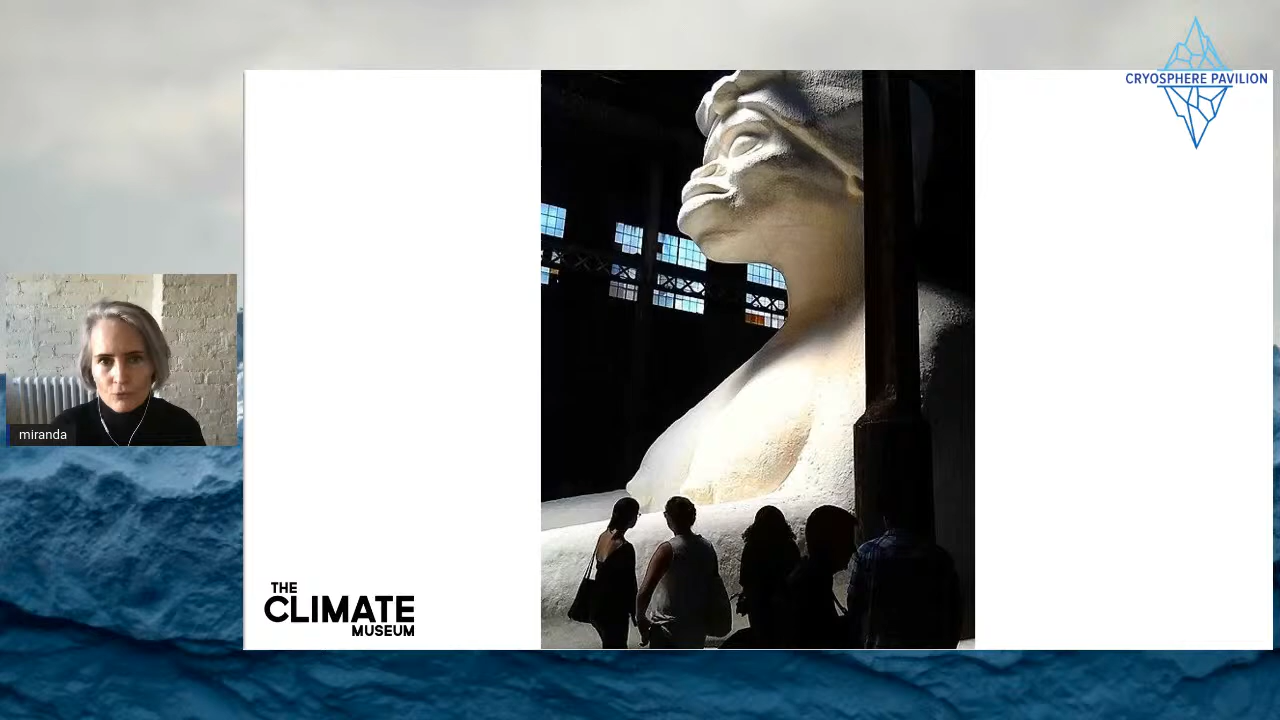 CRYOSPHERE PAVILION
miranda
THE
CLIMATE
MUSEUM